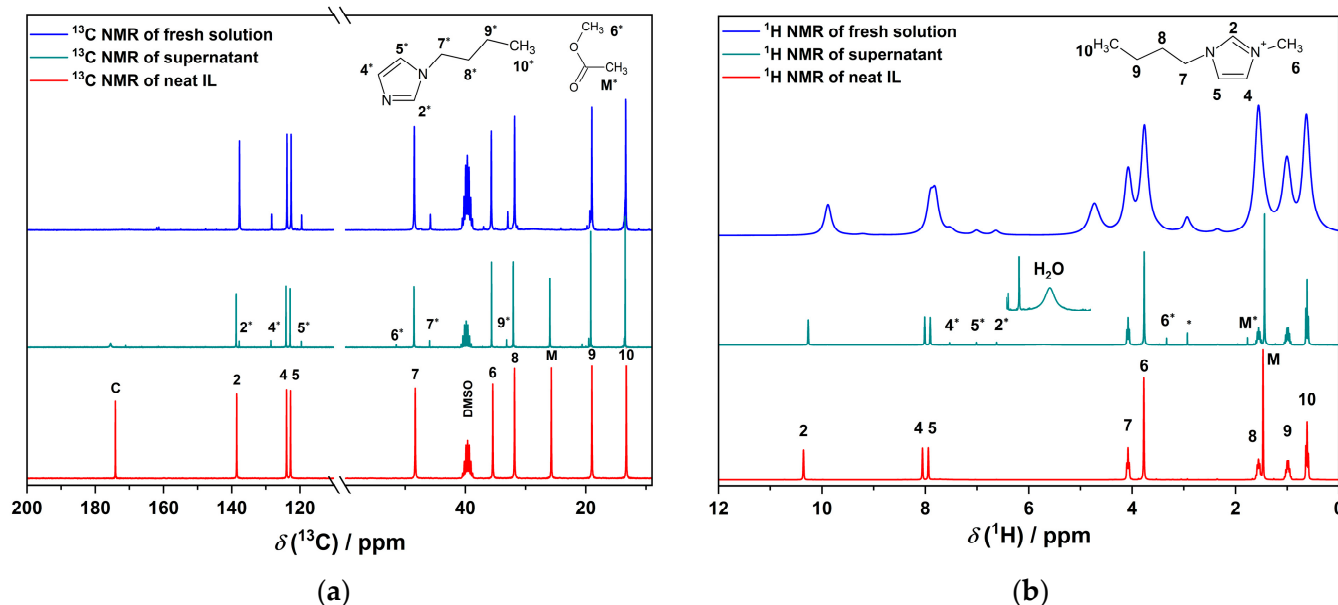 ¹³C NMR of fresh solution
¹³C NMR of supernatant
¹³C NMR of neat IL
4*
5*
7*
9*
8*
CH₃
10*
N
N
2*
6*
CH₃
O
O
CH₃
M*
2*
4*
5*
6*
7*
9*
C
2
4 5
7
DMSO
6
8
M
9
10
200 180 160 140 120 40 20
δ(¹³C) / ppm
(a)
¹H NMR of fresh solution
¹H NMR of supernatant
¹H NMR of neat IL
H₃C
10
8
9
7
N
2
N⁺
CH₃
6
5
4
H₂O
4*
5*
2*
6*
*
M*
2
4 5
7
6
8
M
9
10
12 10 8 6 4 2 0
δ(¹H) / ppm
(b)